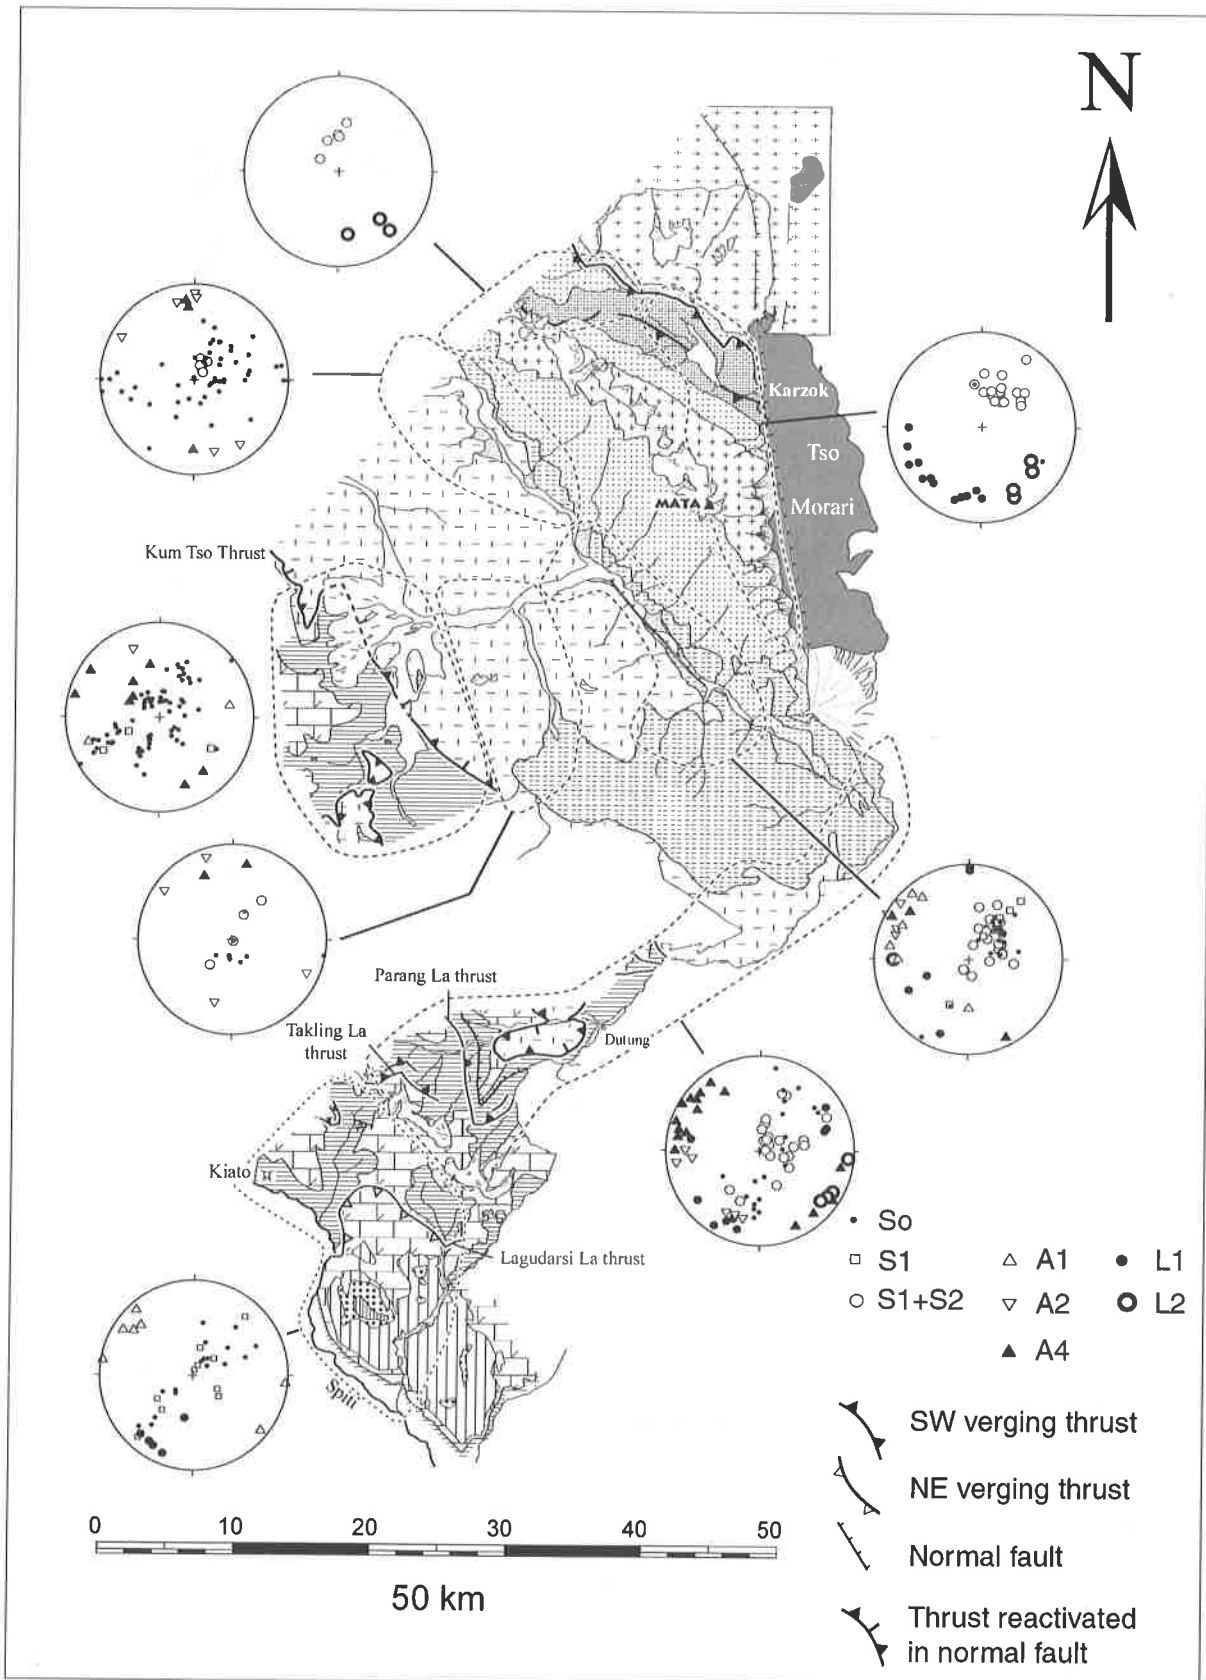 N
Karzok
Tso
Morari
MATA
Kum Tso Thrust
Parang La thrust
Takling La
thrust
Dutung
Kiato
Lagudarsi La thrust
Spiti
So
S1
A1
L1
S1+S2
A2
L2
A4
SW verging thrust
NE verging thrust
Normal fault
Thrust reactivated
in normal fault
0 10 20 30 40 50
50 km